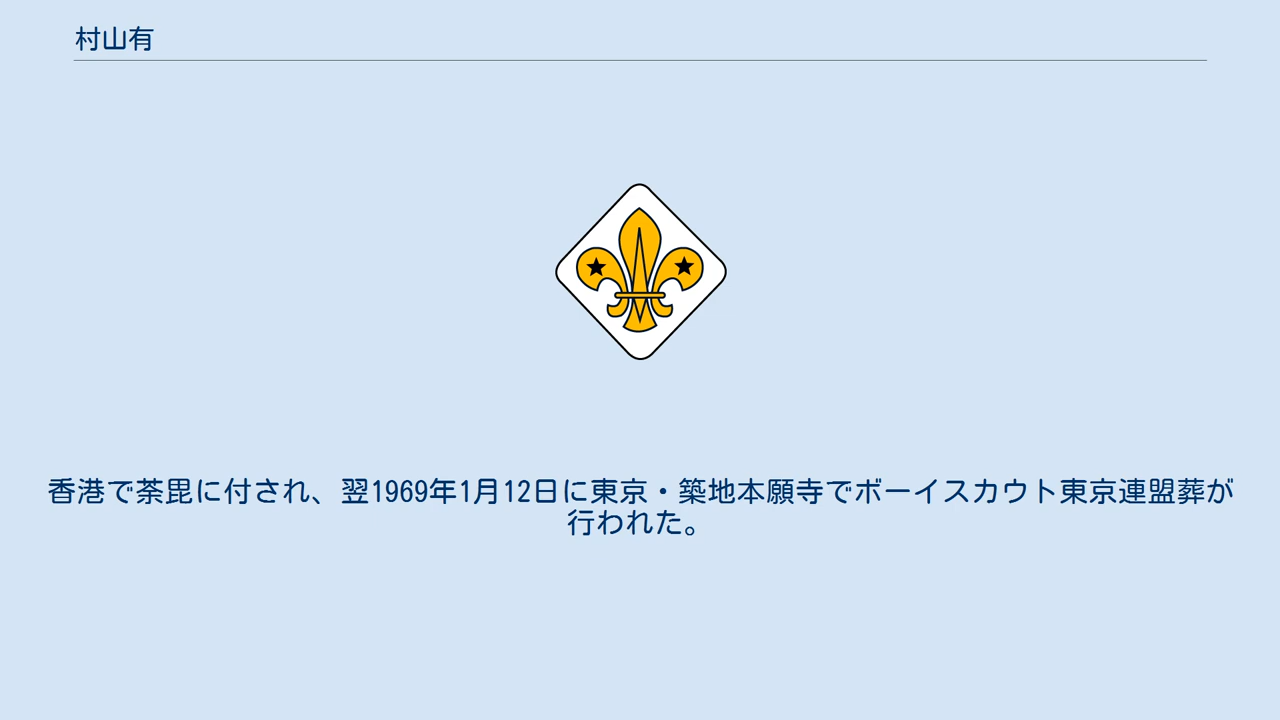 村山有
香港で荼毘に付され、翌1969年1月12日に東京・築地本願寺でボーイスカウト東京連盟葬が
行われた。